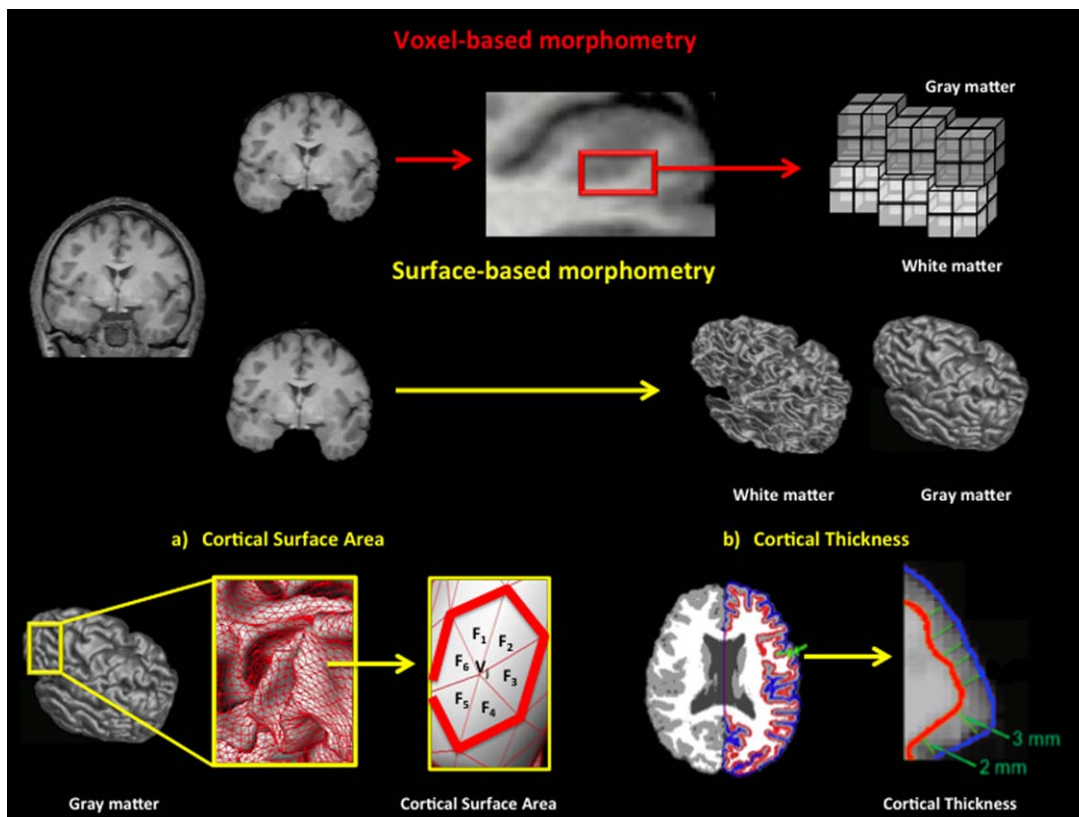 Voxel-based morphometry
Gray matter
White matter
Surface-based morphometry
White matter
Gray matter
a) Cortical Surface Area
b) Cortical Thickness
F1
F2
F6
Vj
F3
F5
F4
3 mm
2 mm
Gray matter
Cortical Surface Area
Cortical Thickness